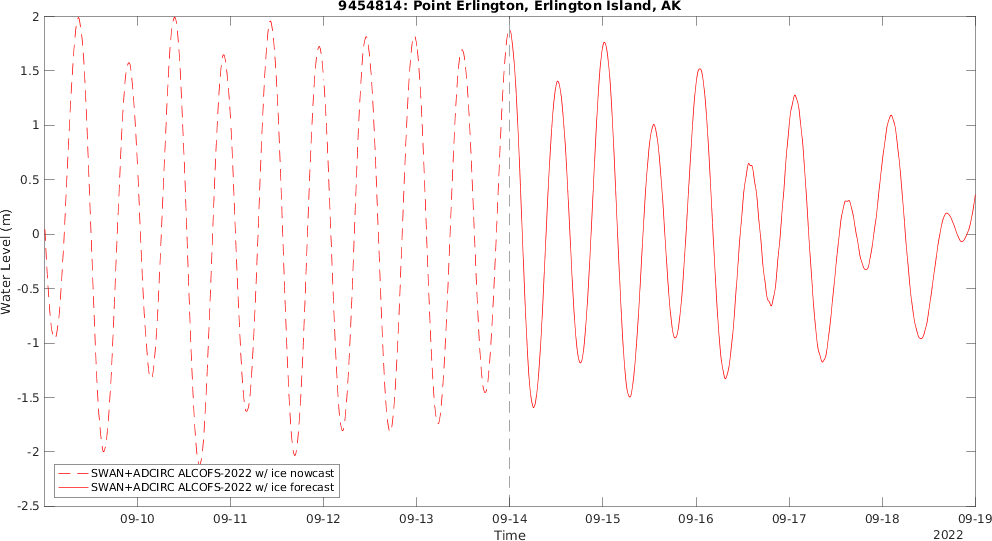 9454814: Point Erlington, Erlington Island, AK
2
1.5
1
0.5
0
-0.5
-1
-1.5
-2
-2.5
Water Level (m)
SWAN+ADCIRC ALCOFS-2022 w/ ice nowcast
SWAN+ADCIRC ALCOFS-2022 w/ ice forecast
09-10 09-11 09-12 09-13 09-14 09-15 09-16 09-17 09-18 09-19
Time
2022